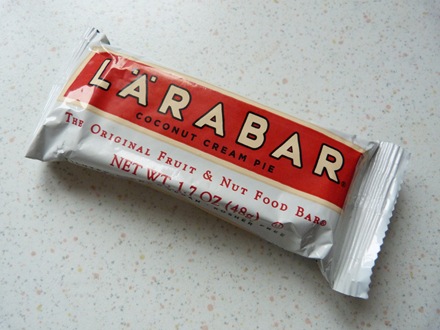 LÄRABAR®
COCONUT CREAM PIE
THE ORIGINAL FRUIT & NUT FOOD BAR®
NET WT. 1.7 OZ (48g)